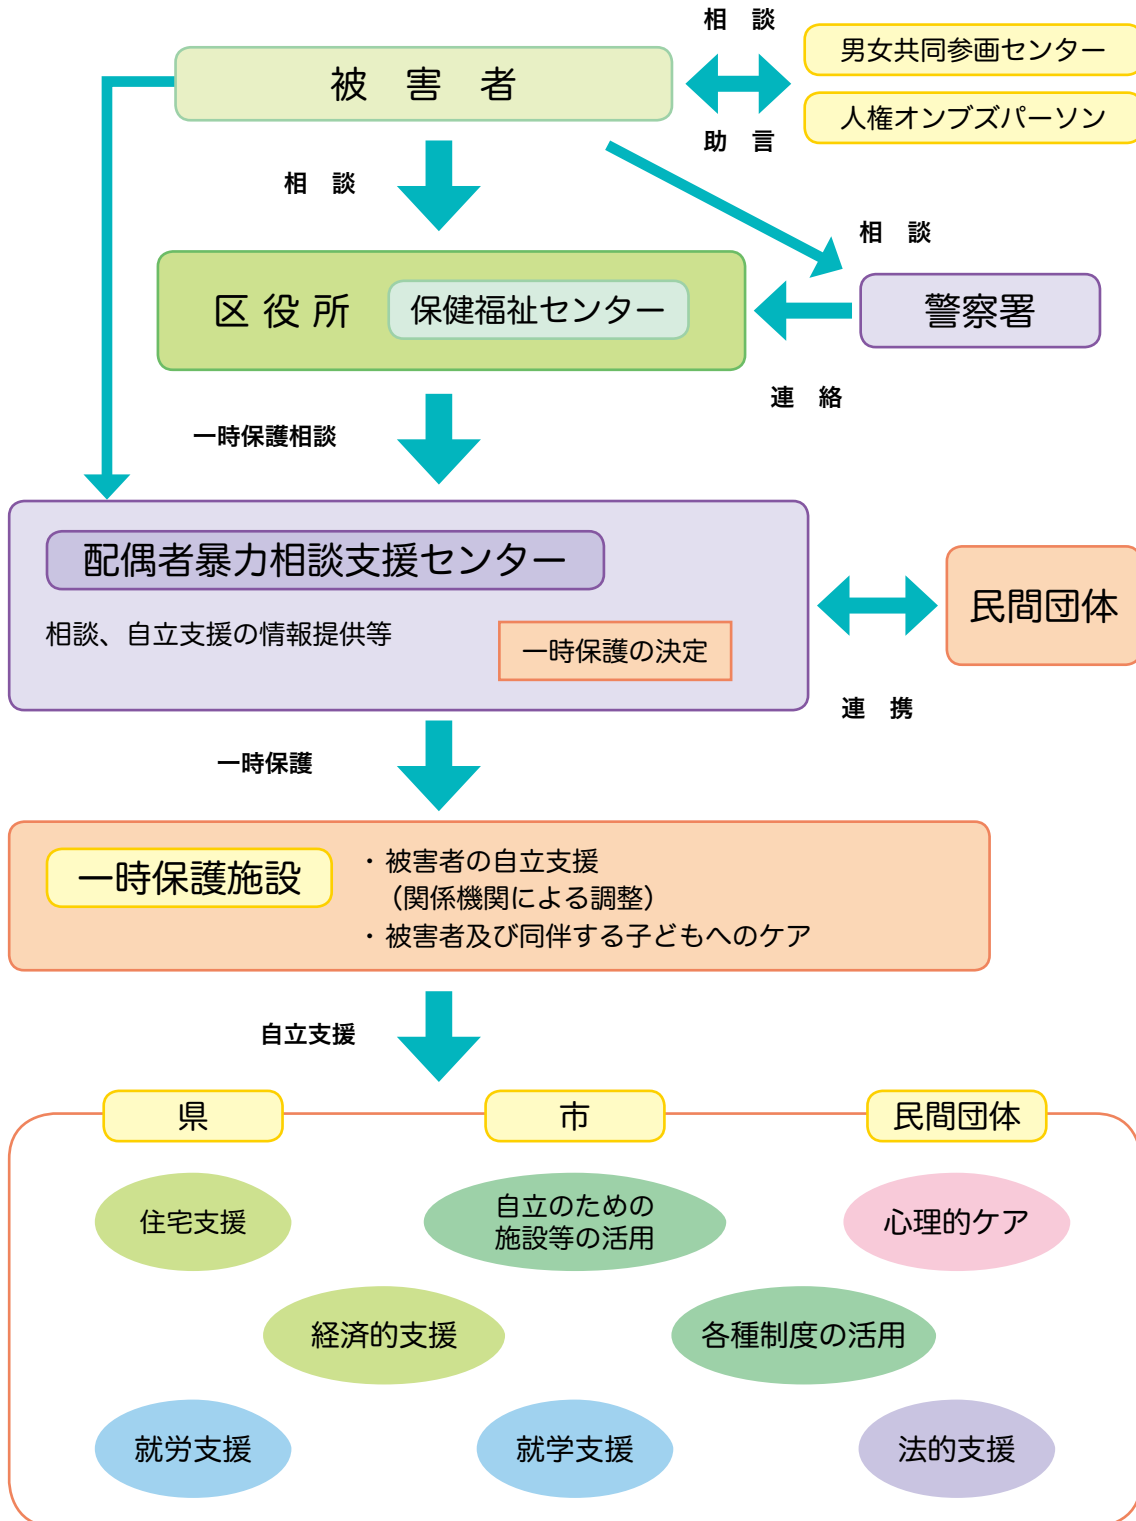 相　談
男女共同参画センター
被　害　者
人権オンブズパーソン
助　言
相　談
相　談
区 役 所
保健福祉センター
警察署
連　絡
一時保護相談
配偶者暴力相談支援センター
民間団体
相談、自立支援の情報提供等
一時保護の決定
連　携
一時保護
一時保護施設
・被害者の自立支援
（関係機関による調整）
・被害者及び同伴する子どもへのケア
自立支援
県
市
民間団体
住宅支援
自立のための
施設等の活用
心理的ケア
経済的支援
各種制度の活用
就労支援
就学支援
法的支援